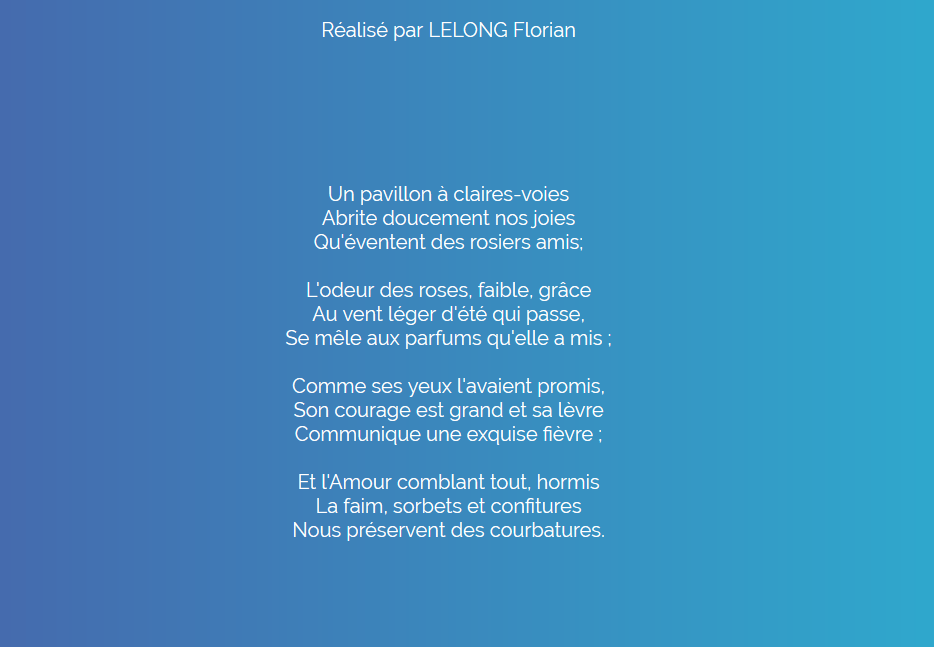 Réalisé par LELONG Florian
Un pavillon à claires-voies
Abrite doucement nos joies
Qu'éventent des rosiers amis;
L'odeur des roses, faible, grâce
Au vent léger d'été qui passe,
Se mêle aux parfums qu'elle a mis ;
Comme ses yeux l'avaient promis,
Son courage est grand et sa lèvre
Communique une exquise fièvre ;
Et l'Amour comblant tout, hormis
La faim, sorbets et confitures
Nous préservent des courbatures.